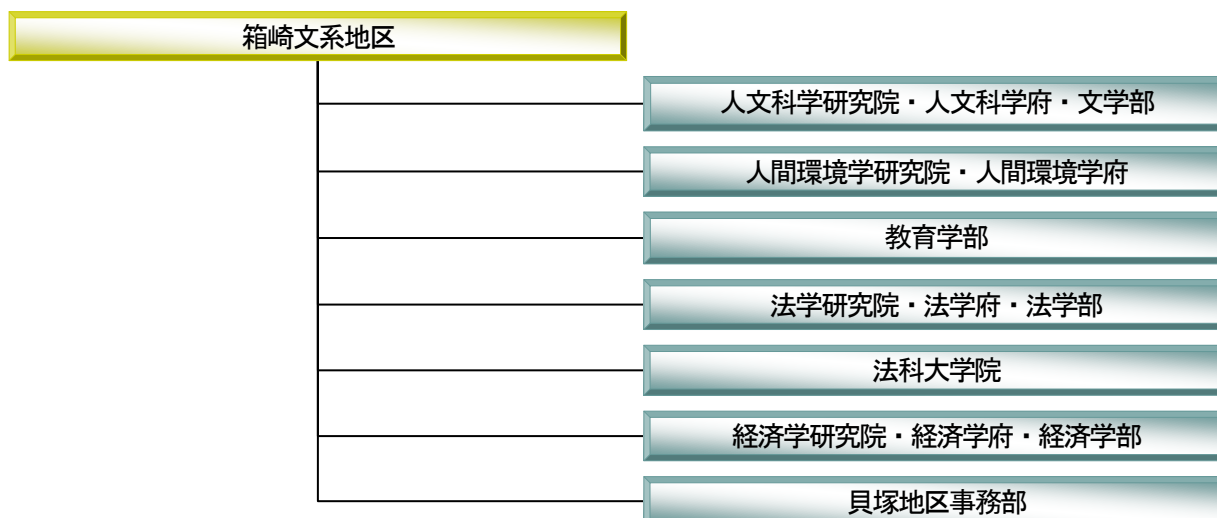 箱崎文系地区
人文科学研究院・人文科学府・文学部
人間環境学研究院・人間環境学府
教育学部
法学研究院・法学府・法学部
法科大学院
経済学研究院・経済学府・経済学部
貝塚地区事務部